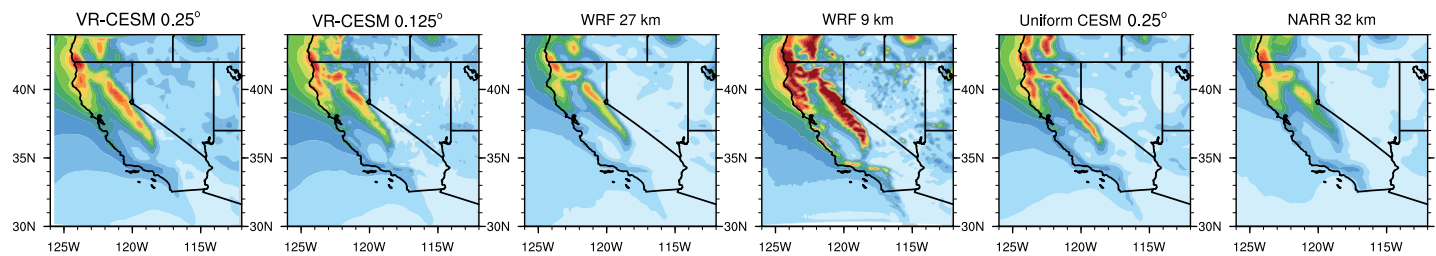 VR-CESM 0.25°
VR-CESM 0.125°
WRF 27 km
WRF 9 km
Uniform CESM 0.25°
NARR 32 km
40N
35N
30N
125W 120W 115W
40N
35N
30N
125W 120W 115W
40N
35N
30N
125W 120W 115W
40N
35N
30N
125W 120W 115W
40N
35N
30N
125W 120W 115W
40N
35N
30N
125W 120W 115W